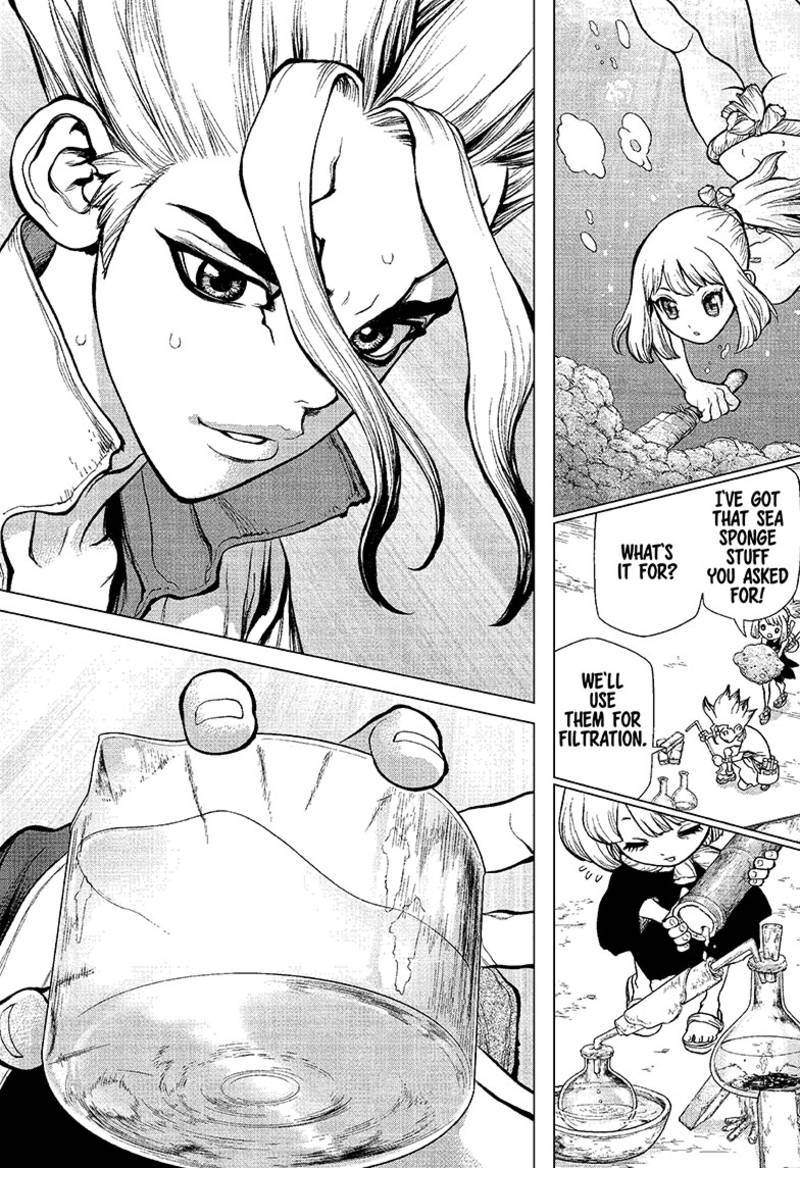 I'VE GOT
THAT SEA
SPONGE
STUFF
YOU ASKED
FOR!
WHAT'S
IT FOR?
WE'LL
USE
THEM FOR
FILTRATION.